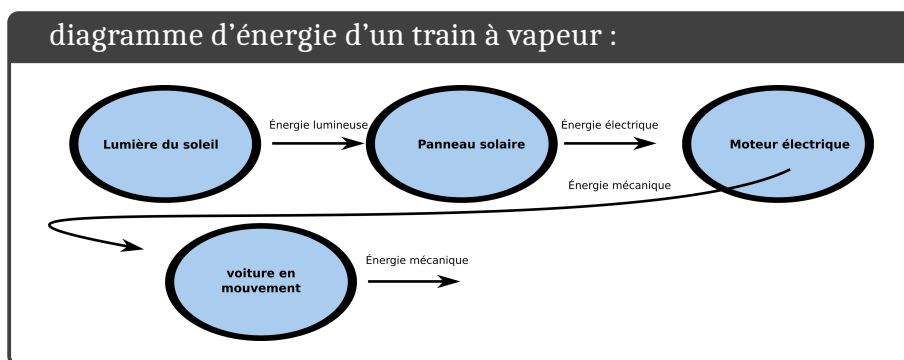 diagramme d’énergie d’un train à vapeur :
Lumière du soleil
Énergie lumineuse
Panneau solaire
Énergie électrique
Moteur électrique
Énergie mécanique
voiture en
mouvement
Énergie mécanique